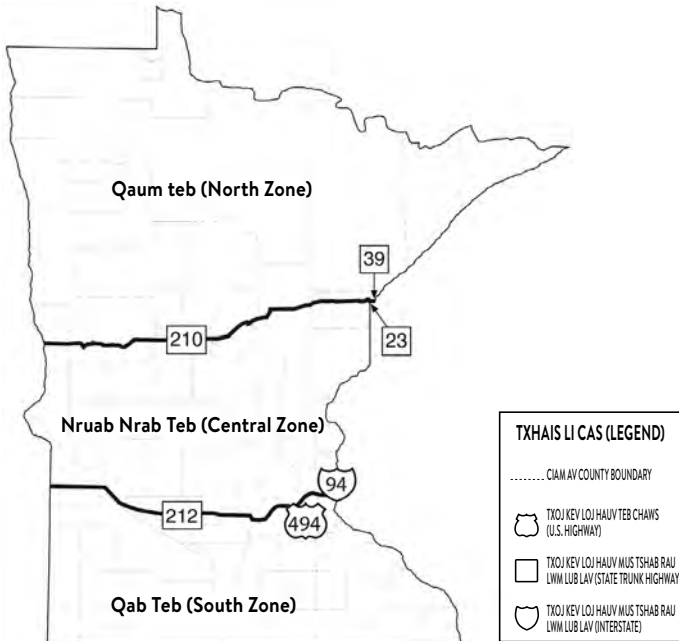 Qaum teb (North Zone)
39
210
23
Nruab Nrab Teb (Central Zone)
94
212
494
Qab Teb (South Zone)
TXHAIS LI CAS (LEGEND)
CIAM AV COUNTY BOUNDARY
TXOJ KEV LOJ HAUV TEB CHAWS
(U.S. HIGHWAY)
TXOJ KEV LOJ HAUV MUS TSHAB RAU
LWM LUB LAV (STATE TRUNK HIGHWAY
TXOJ KEV LOJ HAUV MUS TSHAB RAU
LWM LUB LAV (INTERSTATE)